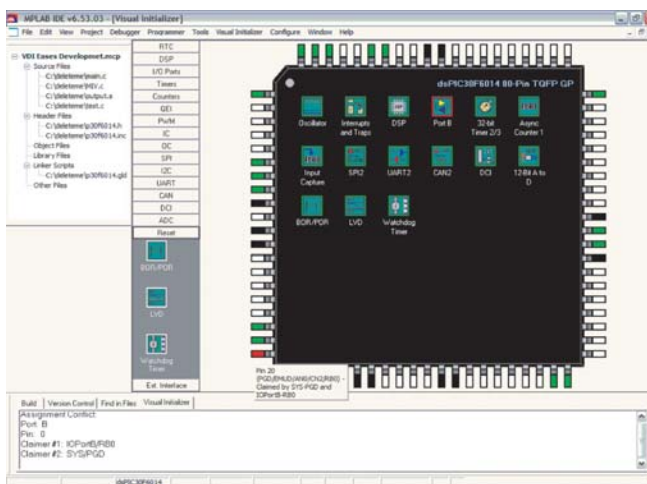 MPLAB IDE v6.53.03 - [Visual Initializer]
File Edit View Project Debugger Programmer Tools Visual Initializer Configure Window Help
VDI Eases Developmet.mcp
Source Files
C:\deleteme\main.c
C:\deleteme\MIV.c
C:\deleteme\output.a
C:\deleteme\test.c
Header Files
C:\deleteme\p30f6014.h
C:\deleteme\p30f6014.inc
Object Files
Library Files
Linker Scripts
C:\deleteme\p30f6014.gld
Other Files
RTC
DSP
I/O Ports
Timers
Counters
QEI
PWM
IC
OC
SPI
I2C
UART
CAN
DCI
ADC
Reset
BOR/POR
LVD
Watchdog
Timer
Ext. Interface
dsPIC30F6014 80-Pin TQFP GP
Oscillator
Interrupts
and Traps
DSP
Port B
32-bit
Timer 2/3
Async
Counter 1
Input
Capture
SPI2
UART2
CAN2
DCI
12-Bit A to
D
BOR/POR
LVD
Watchdog
Timer
Pin 20
(PGD/EMUD/AN0/CN2/RB0) -
Claimed by SYS-PGD and
IOPortB-RB0
Build Version Control Find in Files Visual Initializer
Assignment Conflict
Port: B
Pin: 0
Claimer #1: IOPortB/RB0
Claimer #2: SYS/PGD
dsPIC30F6014